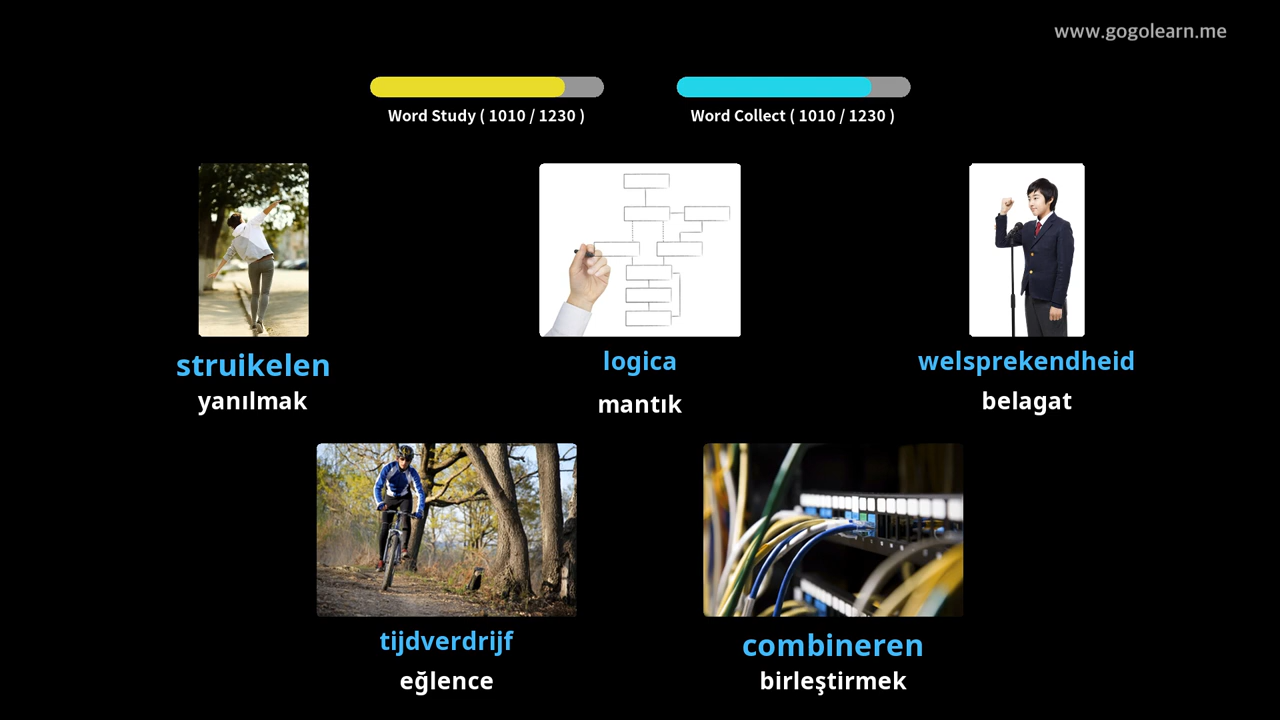 www.gogolearn.me
Word Study ( 1010 / 1230 )
Word Collect ( 1010 / 1230 )
struikelen
yanılmak
logica
mantık
welsprekendheid
belagat
tijdverdrijf
eğlence
combineren
birleştirmek